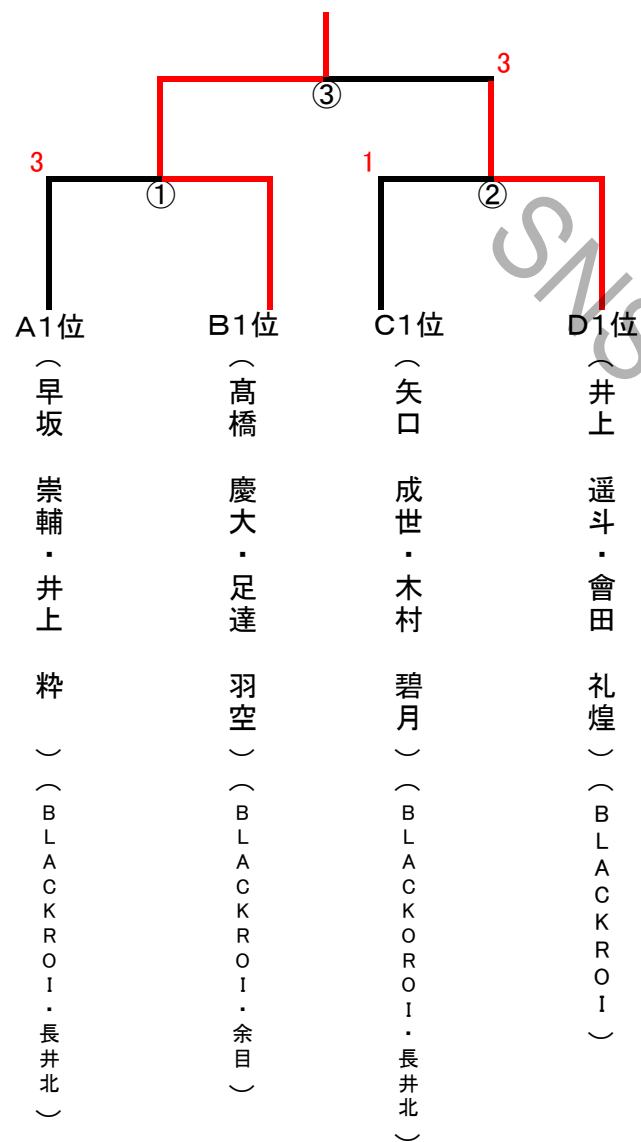 3
③
3
1
①
②
SNS
A1位
B1位
C1位
D1位
（早坂　崇輔・井上　粋　）（BLACKROI・長井北）
（髙橋　慶大・足達　羽空）（BLACKROI・余目）
（矢口　成世・木村　碧月）（BLACKOROI・長井北）
（井上　遥斗・會田　礼煌）（BLACKROI）